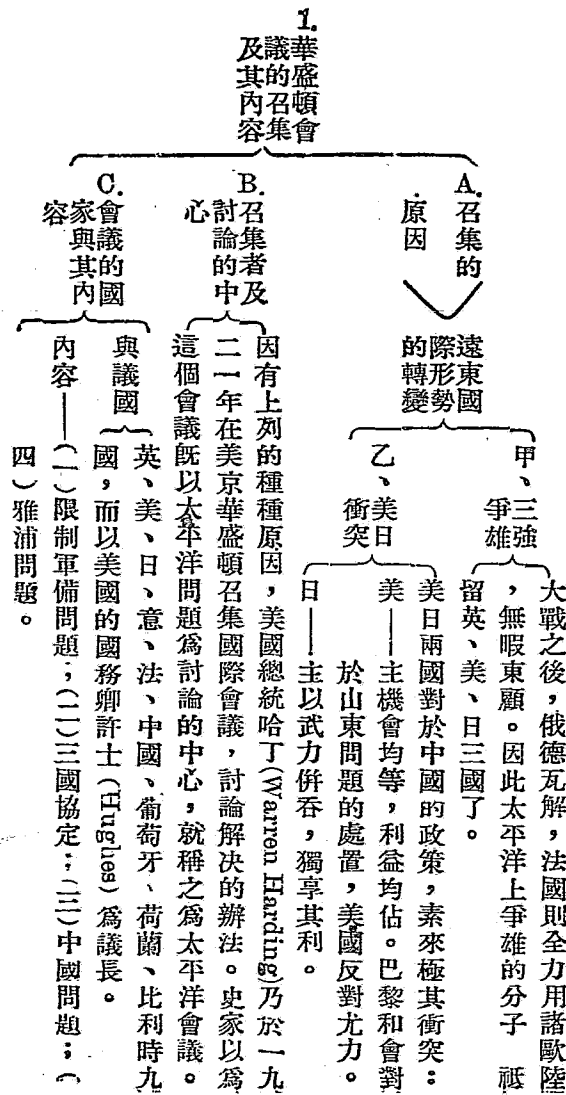 1. 華盛頓會
議的召集
及其內容
A. 召集的
原因
遠東國
際形勢
的轉變
甲、三強
爭雄
大戰之後，俄德瓦解，法國則全力用諸歐陸
，無暇東顧。因此太平洋上爭雄的分子 祇
留英、美、日三國了。
乙、美日
衝突
美日兩國對於中國的政策，素來極其衝突：
美——主機會均等，利益均佔。巴黎和會對
於山東問題的處置，美國反對尤力。
日——主以武力併吞，獨享其利。
B. 召集者及
討論的中
心
因有上列的種種原因，美國總統哈丁(Warren Harding)乃於一九
二一年在美京華盛頓召集國際會議，討論解決的辦法。史家以爲
這個會議既以太平洋問題爲討論的中心，就稱之爲太平洋會議。
C. 會議的國
家與其內
容
與議國
英、美、日、意、法、中國、葡萄牙、荷蘭、比利時九
國，而以美國的國務卿許士(Hughes)爲議長。
內容——(一)限制軍備問題；(二)三國協定；(三)中國問題；(
四)雅浦問題。